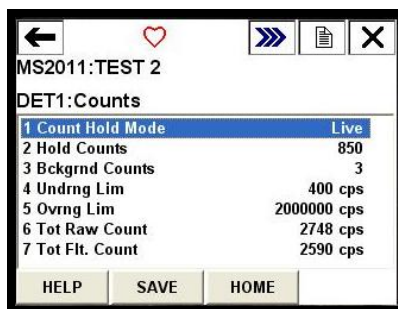 MS2011:TEST 2
DET1:Counts
1 Count Hold Mode Live
2 Hold Counts 850
3 Bckgrnd Counts 3
4 Undrng Lim 400 cps
5 Ovrng Lim 2000000 cps
6 Tot Raw Count 2748 cps
7 Tot Flt. Count 2590 cps
HELP SAVE HOME